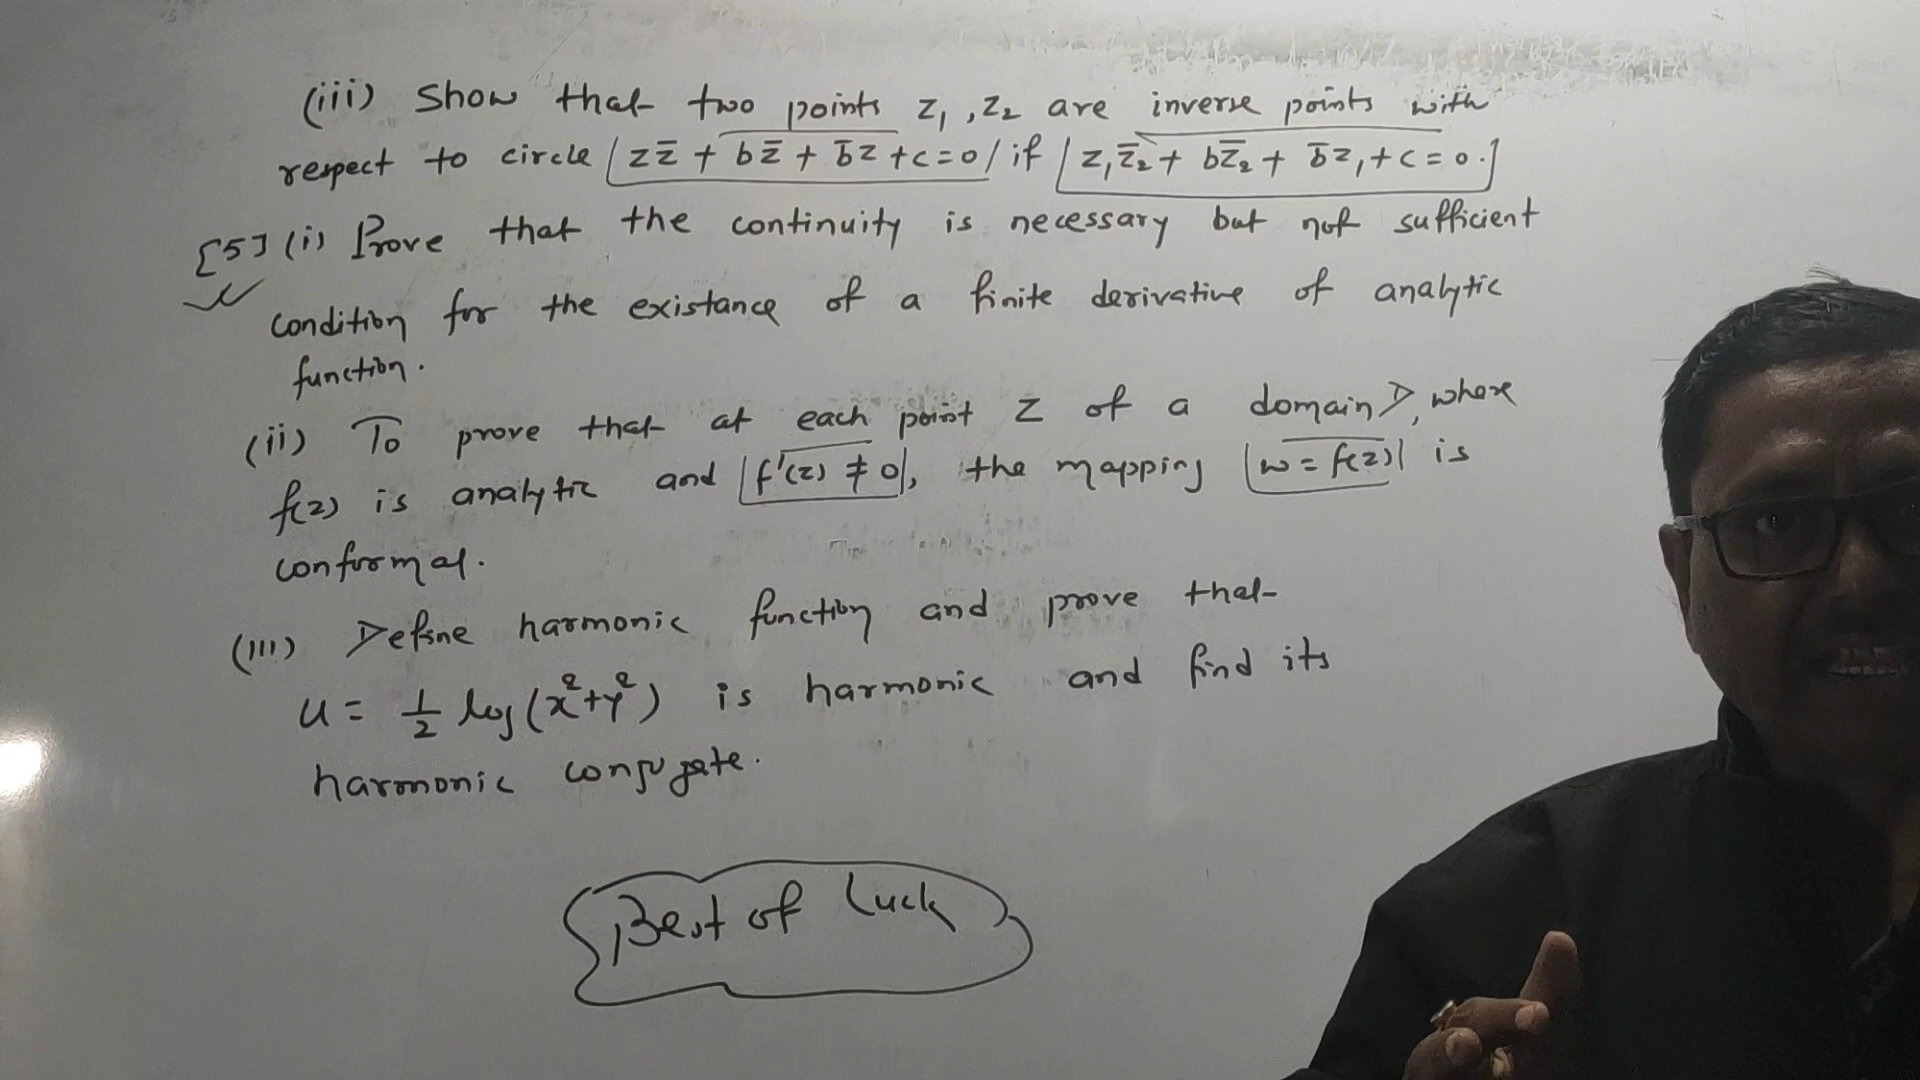 (iii) Show that two points z₁, z₂ are inverse points with
respect to circle |zz̄ + bz̄ + b̄z + c = 0| if |z₁z̄₂ + bz̄₂ + b̄z₁ + c = 0.|
[5] (i) Prove that the continuity is necessary but not sufficient
condition for the existance of a finite derivative of analytic
function.
(ii) To prove that at each point z of a domain D, where
f(z) is analytic and |f'(z) ≠ 0|, the mapping |w = f(z)| is
conformal.
(iii) Define harmonic function and prove that
u = ½ log(x²+y²) is harmonic and find its
harmonic conjugate.
Best of Luck